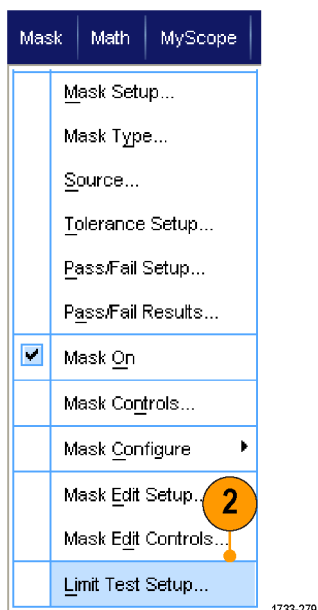 Mask Math MyScope
Mask Setup...
Mask Type...
Source...
Tolerance Setup...
Pass/Fail Setup...
Pass/Fail Results...
Mask On
Mask Controls...
Mask Configure
Mask Edit Setup...
2
Mask Edit Controls...
Limit Test Setup...
1733-279